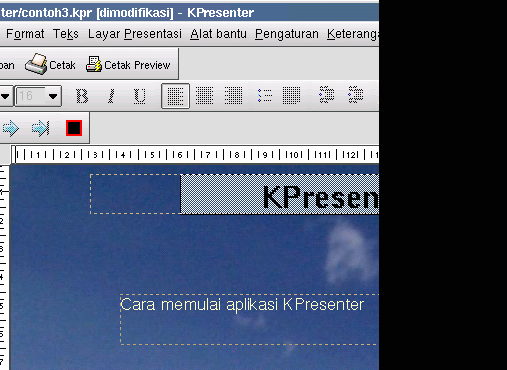 ter/contoh3.kpr [dimodifikasi] - KPresenter
Format Teks Layar Presentasi Alat bantu Pengaturan Keteranga
pan Cetak Cetak Preview
16 B I U
1 2 3 4 5 6 7 8 9 10 11 12 1
KPresen
Cara memulai aplikasi KPresenter